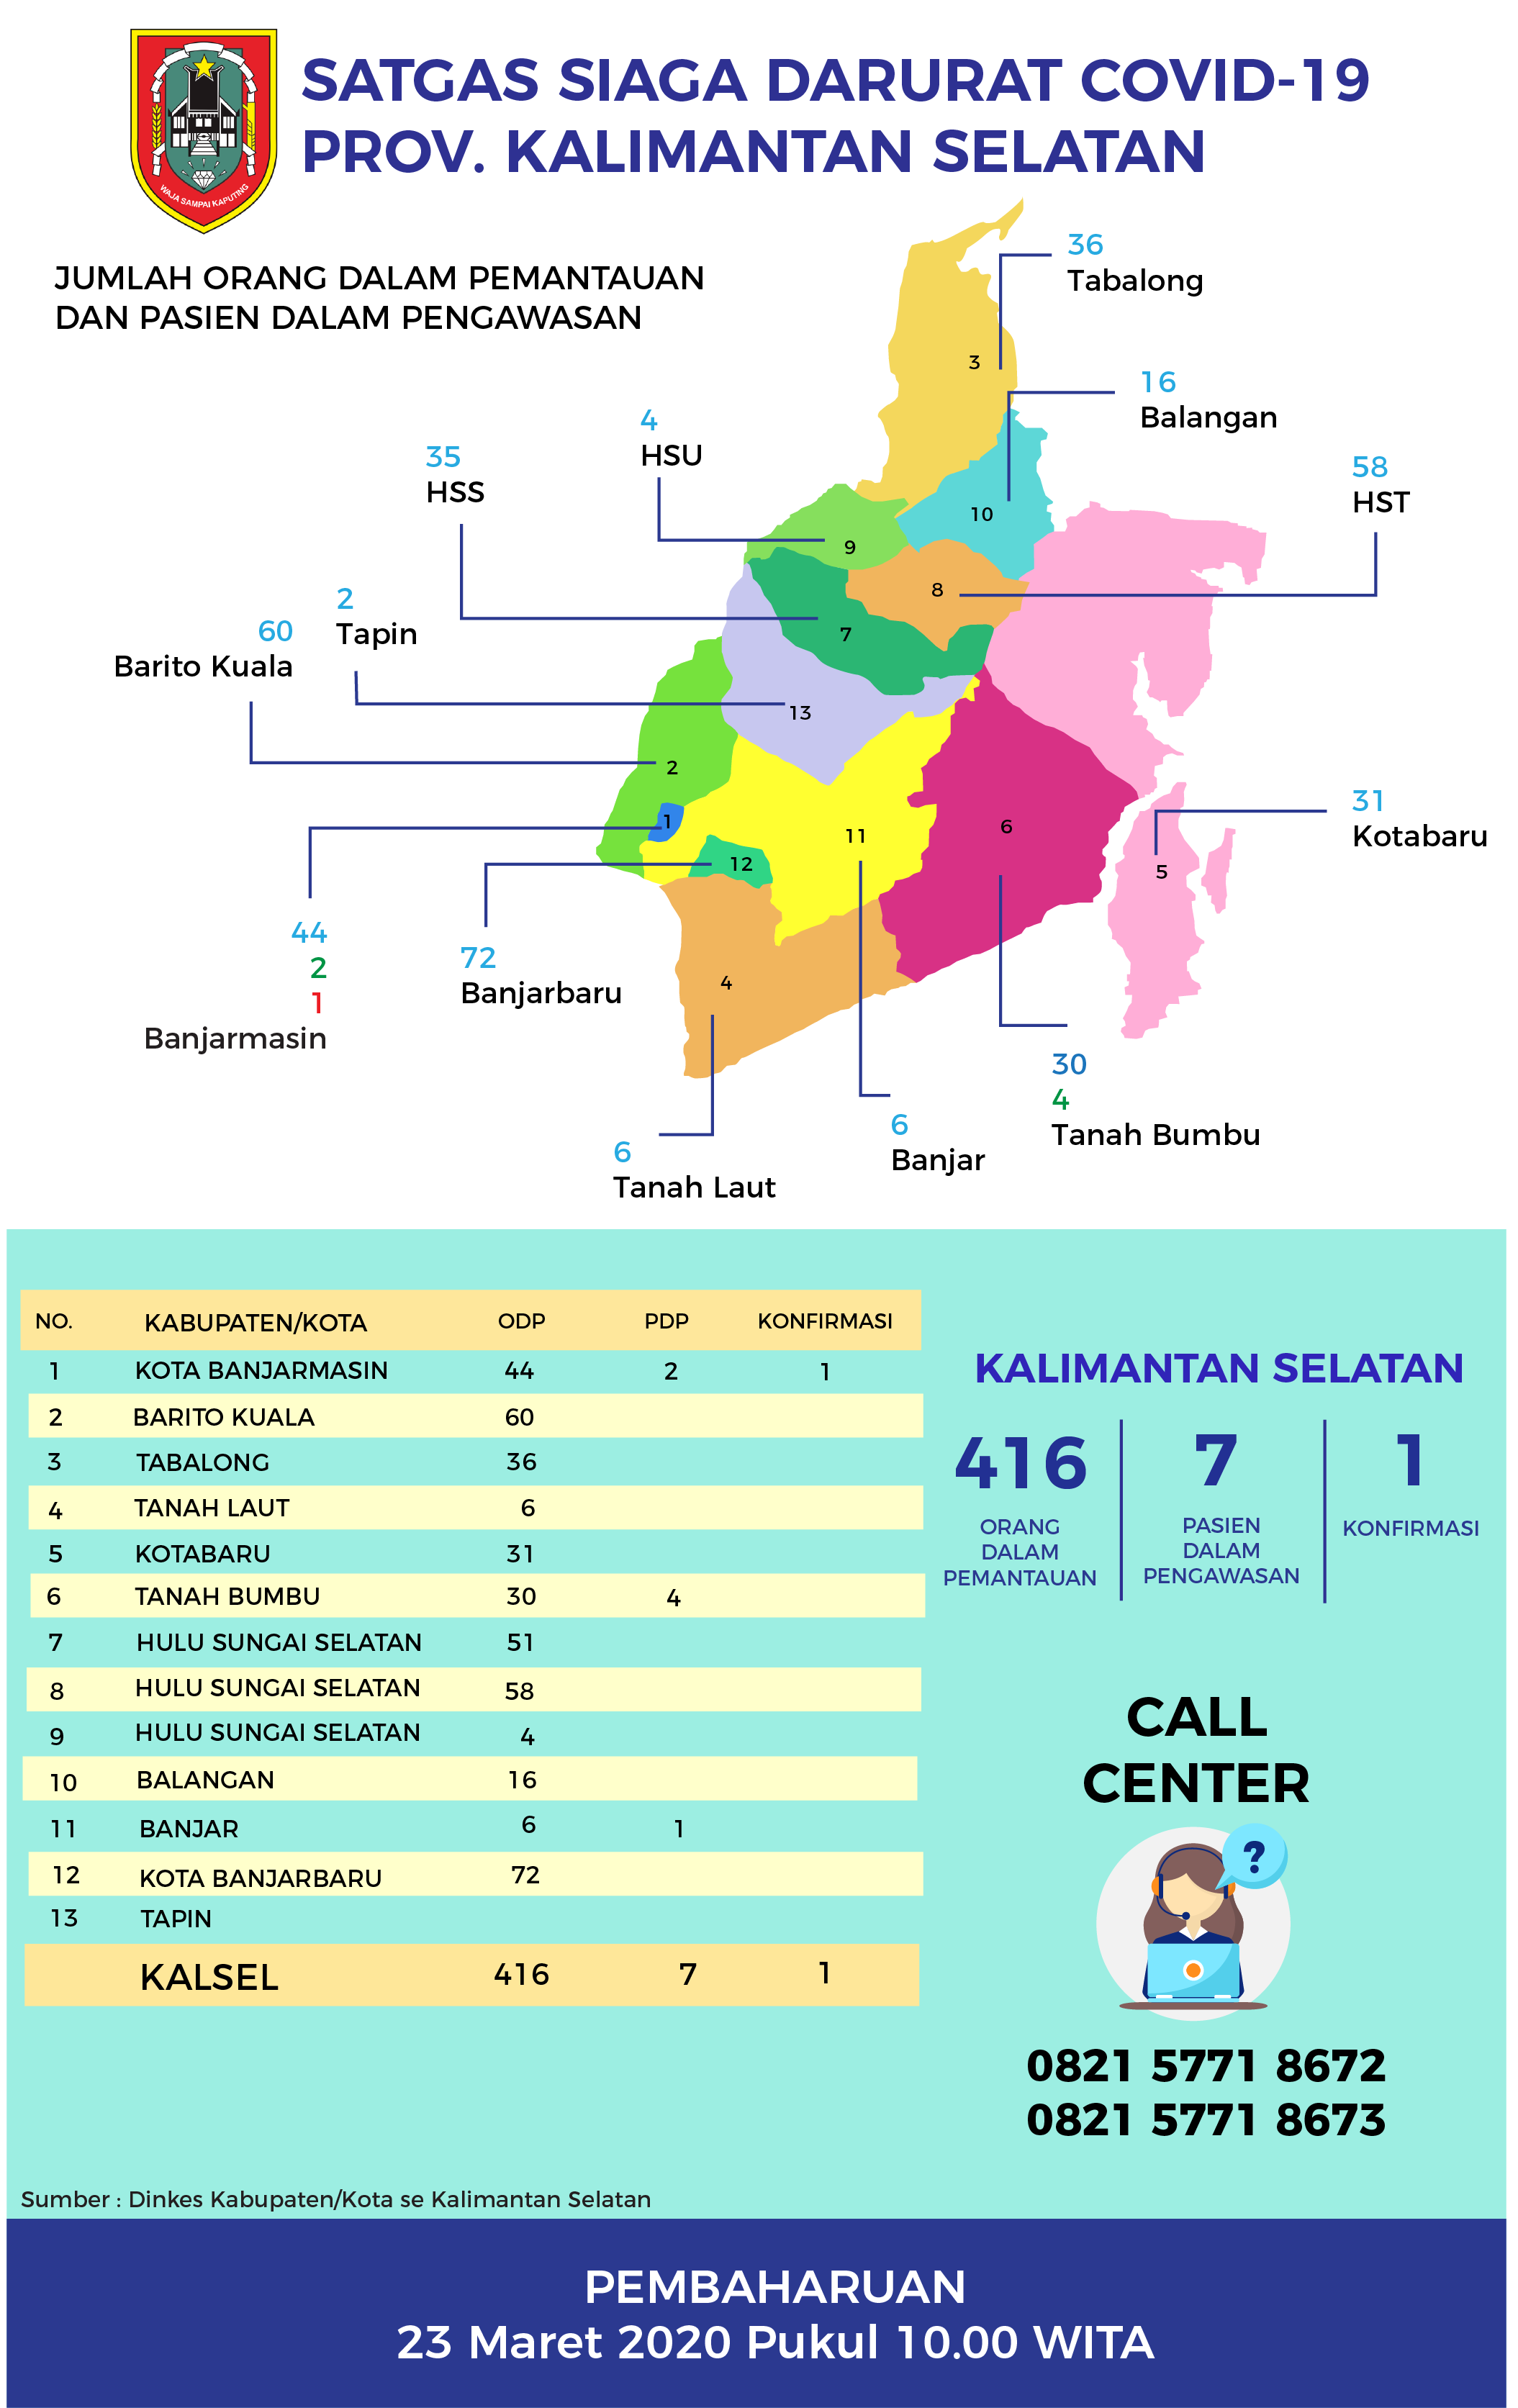 WAJA SAMPAI KAPUTING
SATGAS SIAGA DARURAT COVID-19
PROV. KALIMANTAN SELATAN
JUMLAH ORANG DALAM PEMANTAUAN
DAN PASIEN DALAM PENGAWASAN
36
Tabalong
3
16
Balangan
10
4
HSU
9
35
HSS
7
58
HST
8
2
Tapin
13
60
Barito Kuala
2
1
12
11
6
31
Kotabaru
5
4
44
2
1
Banjarmasin
72
Banjarbaru
30
4
Tanah Bumbu
6
Banjar
6
Tanah Laut
NO. KABUPATEN/KOTA ODP PDP KONFIRMASI
1 KOTA BANJARMASIN 44 2 1
2 BARITO KUALA 60
3 TABALONG 36
4 TANAH LAUT 6
5 KOTABARU 31
6 TANAH BUMBU 30 4
7 HULU SUNGAI SELATAN 51
8 HULU SUNGAI SELATAN 58
9 HULU SUNGAI SELATAN 4
10 BALANGAN 16
11 BANJAR 6 1
12 KOTA BANJARBARU 72
13 TAPIN
KALSEL 416 7 1
KALIMANTAN SELATAN
416
ORANG
DALAM
PEMANTAUAN
7
PASIEN
DALAM
PENGAWASAN
1
KONFIRMASI
CALL
CENTER
?
0821 5771 8672
0821 5771 8673
Sumber : Dinkes Kabupaten/Kota se Kalimantan Selatan
PEMBAHARUAN
23 Maret 2020 Pukul 10.00 WITA